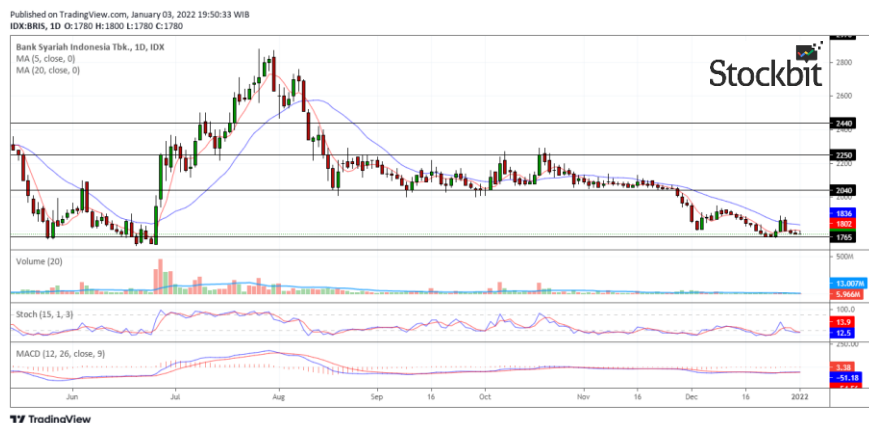 Published on TradingView.com, January 03, 2022 19:50:33 WIB
IDX:BRIS, 1D O:1780 H:1800 L:1780 C:1780
Bank Syariah Indonesia Tbk., 1D, IDX
MA (5, close, 0)
MA (20, close, 0)
Stockbit
2800
2600
2440
2400
2250
2200
2040
2000
1836
1802
1765
Volume (20)
500M
13.007M
5.966M
Stoch (15, 1, 3)
100.0
13.9
12.5
250.00
MACD (12, 26, close, 9)
3.38
−51.18
Jun Jul Aug Sep 16 Oct Nov Dec 16 2022
TradingView